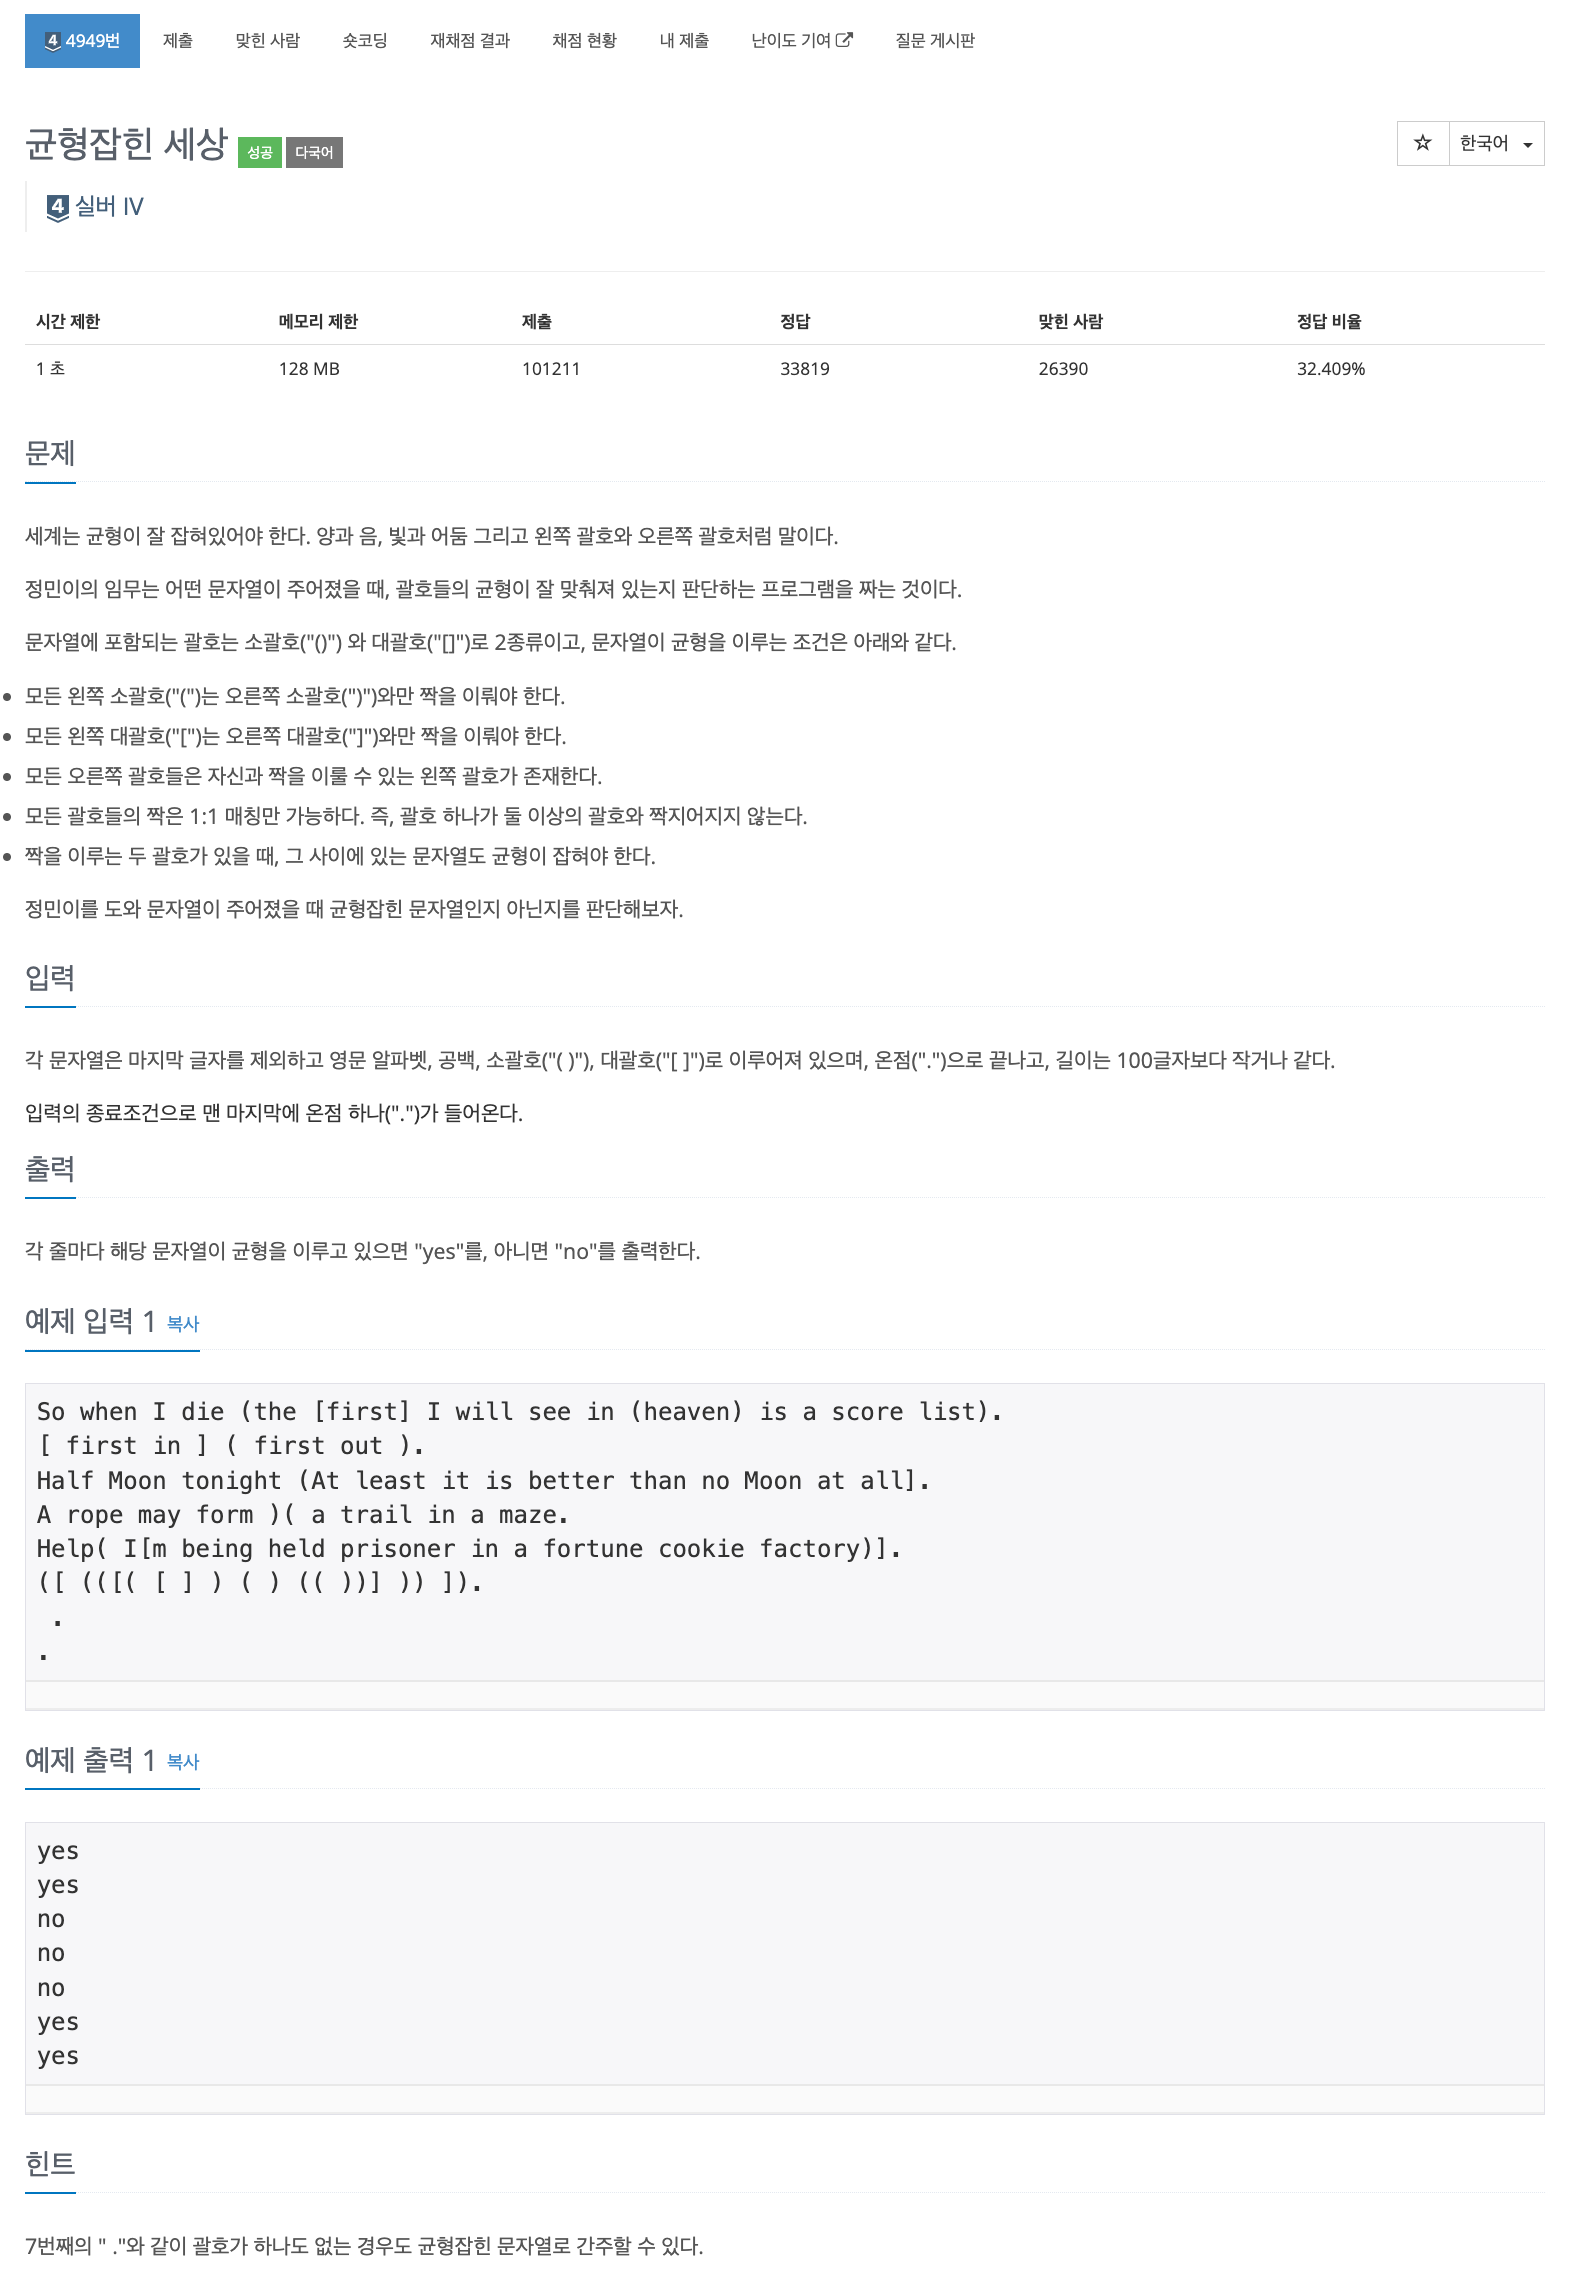 4 4949번 제출 맞힌 사람 숏코딩 재채점 결과 채점 현황 내 제출 난이도 기여 질문 게시판
균형잡힌 세상 성공 다국어 ☆ 한국어
4 실버 IV
시간 제한 메모리 제한 제출 정답 맞힌 사람 정답 비율
1 초 128 MB 101211 33819 26390 32.409%
문제
세계는 균형이 잘 잡혀있어야 한다. 양과 음, 빛과 어둠 그리고 왼쪽 괄호와 오른쪽 괄호처럼 말이다.
정민이의 임무는 어떤 문자열이 주어졌을 때, 괄호들의 균형이 잘 맞춰져 있는지 판단하는 프로그램을 짜는 것이다.
문자열에 포함되는 괄호는 소괄호("()") 와 대괄호("[]")로 2종류이고, 문자열이 균형을 이루는 조건은 아래와 같다.
• 모든 왼쪽 소괄호("(")는 오른쪽 소괄호(")")와만 짝을 이뤄야 한다.
• 모든 왼쪽 대괄호("[")는 오른쪽 대괄호("]")와만 짝을 이뤄야 한다.
• 모든 오른쪽 괄호들은 자신과 짝을 이룰 수 있는 왼쪽 괄호가 존재한다.
• 모든 괄호들의 짝은 1:1 매칭만 가능하다. 즉, 괄호 하나가 둘 이상의 괄호와 짝지어지지 않는다.
• 짝을 이루는 두 괄호가 있을 때, 그 사이에 있는 문자열도 균형이 잡혀야 한다.
정민이를 도와 문자열이 주어졌을 때 균형잡힌 문자열인지 아닌지를 판단해보자.
입력
각 문자열은 마지막 글자를 제외하고 영문 알파벳, 공백, 소괄호("( )"), 대괄호("[ ]")로 이루어져 있으며, 온점(".")으로 끝나고, 길이는 100글자보다 작거나 같다.
입력의 종료조건으로 맨 마지막에 온점 하나(".")가 들어온다.
출력
각 줄마다 해당 문자열이 균형을 이루고 있으면 "yes"를, 아니면 "no"를 출력한다.
예제 입력 1 복사
So when I die (the [first] I will see in (heaven) is a score list).
[ first in ] ( first out ).
Half Moon tonight (At least it is better than no Moon at all].
A rope may form )( a trail in a maze.
Help( I[m being held prisoner in a fortune cookie factory)].
([ (([( [ ] ) ( ) (( ))] )) ]).
 .
.
예제 출력 1 복사
yes
yes
no
no
no
yes
yes
힌트
7번째의 " ."와 같이 괄호가 하나도 없는 경우도 균형잡힌 문자열로 간주할 수 있다.